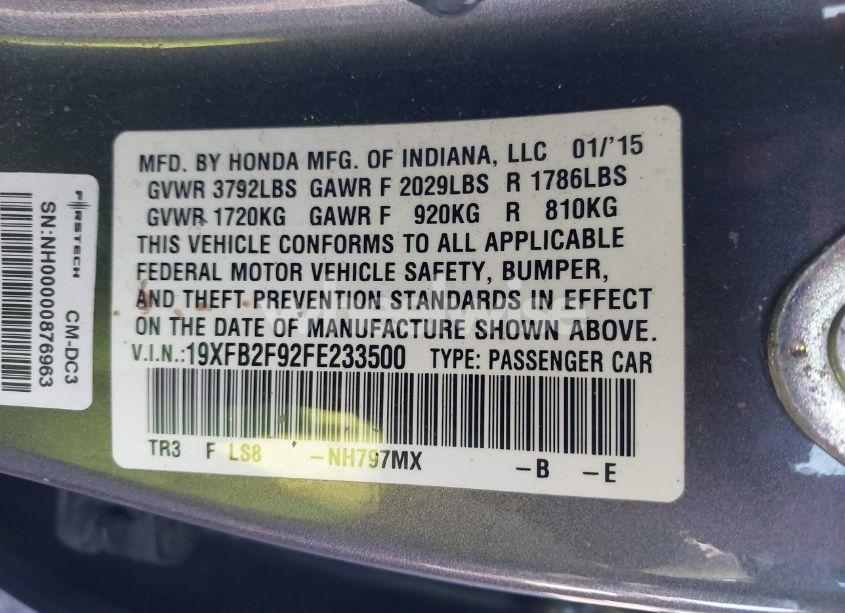 MFD. BY HONDA MFG. OF INDIANA, LLC 01/'15
GVWR 3792LBS GAWR F 2029LBS R 1786LBS
GVWR 1720KG GAWR F 920KG R 810KG
THIS VEHICLE CONFORMS TO ALL APPLICABLE
FEDERAL MOTOR VEHICLE SAFETY, BUMPER,
AND THEFT PREVENTION STANDARDS IN EFFECT
ON THE DATE OF MANUFACTURE SHOWN ABOVE.
V.I.N.:19XFB2F92FE233500 TYPE: PASSENGER CAR
TR3 F LS8 -NH797MX -B -E
FIRSTECH CM-DC3
SN:NH00000876963